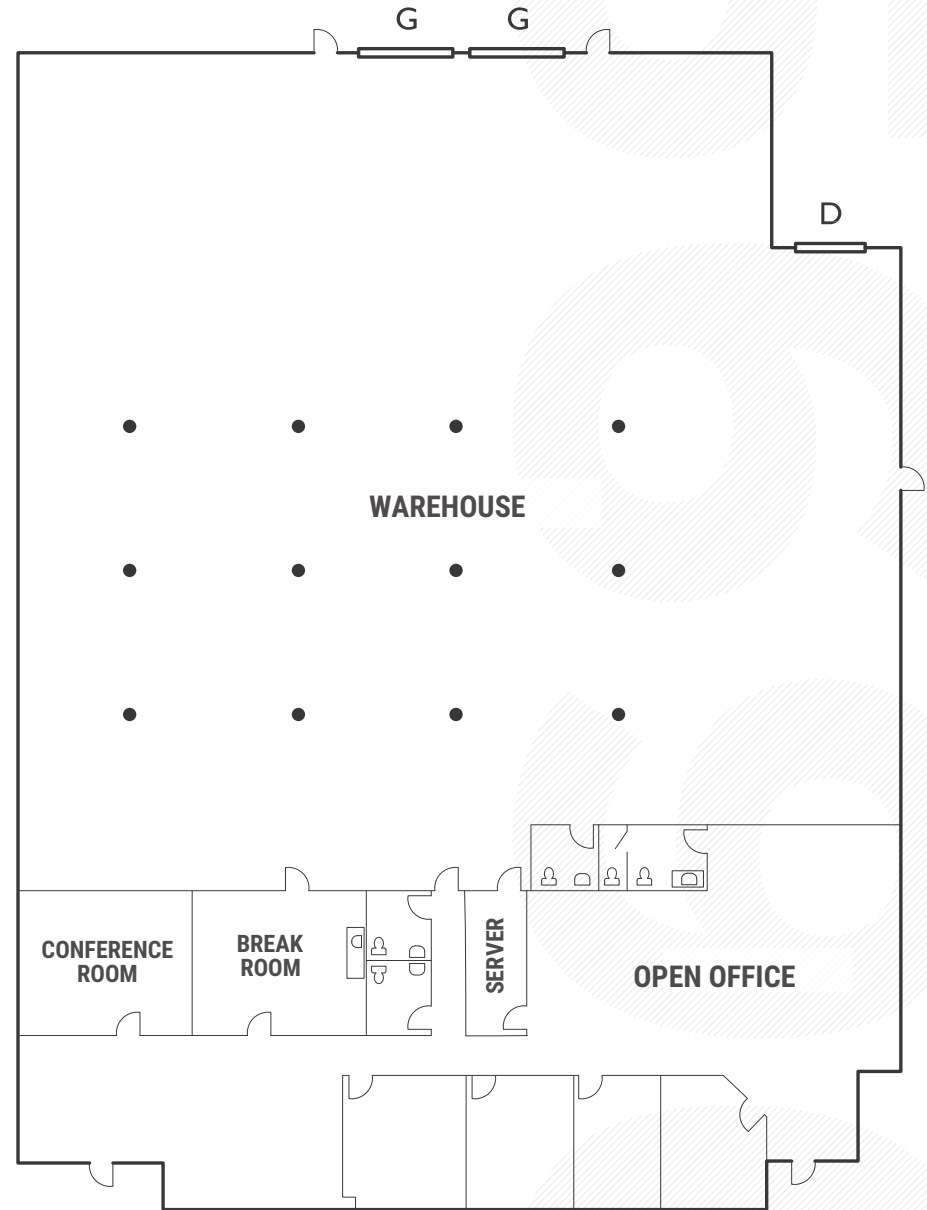 G G
D
WAREHOUSE
CONFERENCE
ROOM
BREAK
ROOM
SERVER
OPEN OFFICE